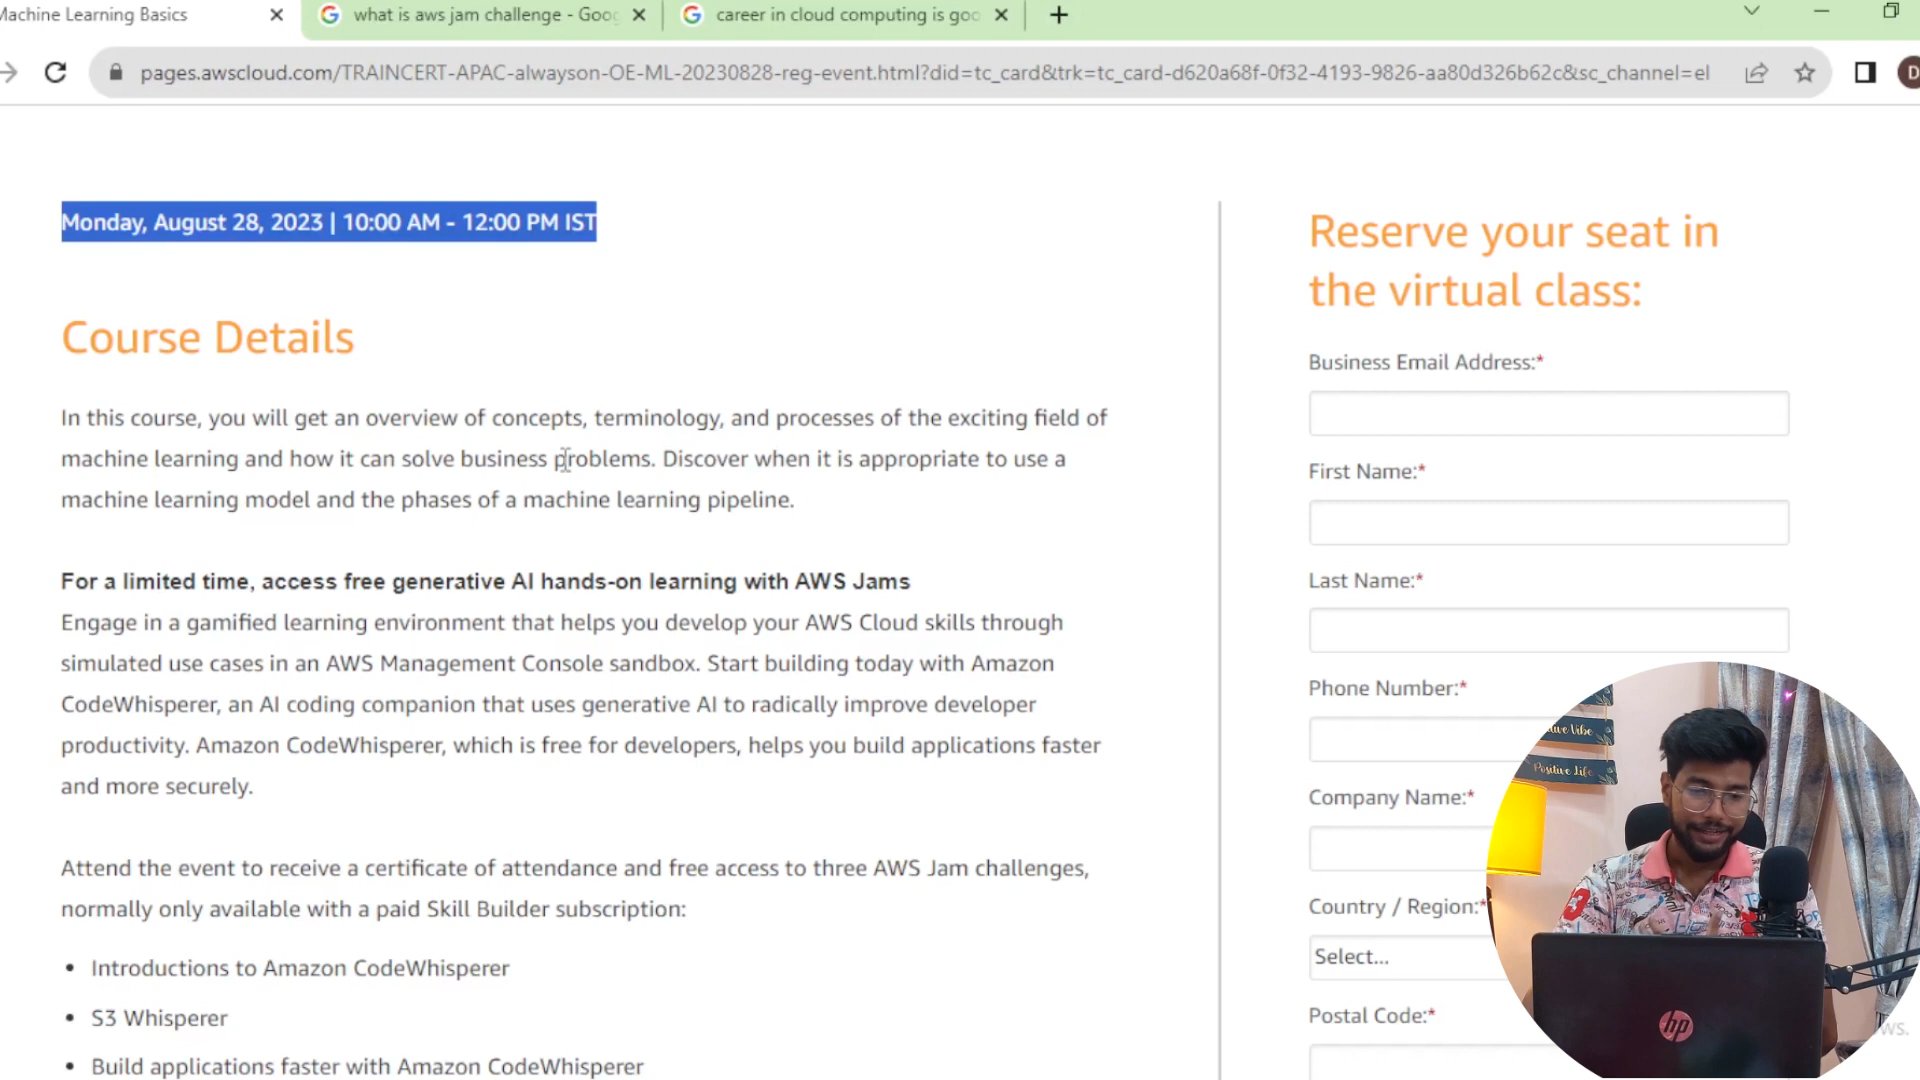 Machine Learning Basics
what is aws jam challenge - Goo
career in cloud computing is goo
pages.awscloud.com/TRAINCERT-APAC-alwayson-OE-ML-20230828-reg-event.html?did=tc_card&trk=tc_card-d620a68f-0f32-4193-9826-aa80d326b62c&sc_channel=el
D
Monday, August 28, 2023 | 10:00 AM - 12:00 PM IST
Course Details
In this course, you will get an overview of concepts, terminology, and processes of the exciting field of
machine learning and how it can solve business problems. Discover when it is appropriate to use a
machine learning model and the phases of a machine learning pipeline.
For a limited time, access free generative AI hands-on learning with AWS Jams
Engage in a gamified learning environment that helps you develop your AWS Cloud skills through
simulated use cases in an AWS Management Console sandbox. Start building today with Amazon
CodeWhisperer, an AI coding companion that uses generative AI to radically improve developer
productivity. Amazon CodeWhisperer, which is free for developers, helps you build applications faster
and more securely.
Attend the event to receive a certificate of attendance and free access to three AWS Jam challenges,
normally only available with a paid Skill Builder subscription:
• Introductions to Amazon CodeWhisperer
• S3 Whisperer
• Build applications faster with Amazon CodeWhisperer
Reserve your seat in
the virtual class:
Business Email Address:*
First Name:*
Last Name:*
Phone Number:*
Company Name:*
Country / Region:*
Select...
Postal Code:*
Vibe
Positive Life
hp